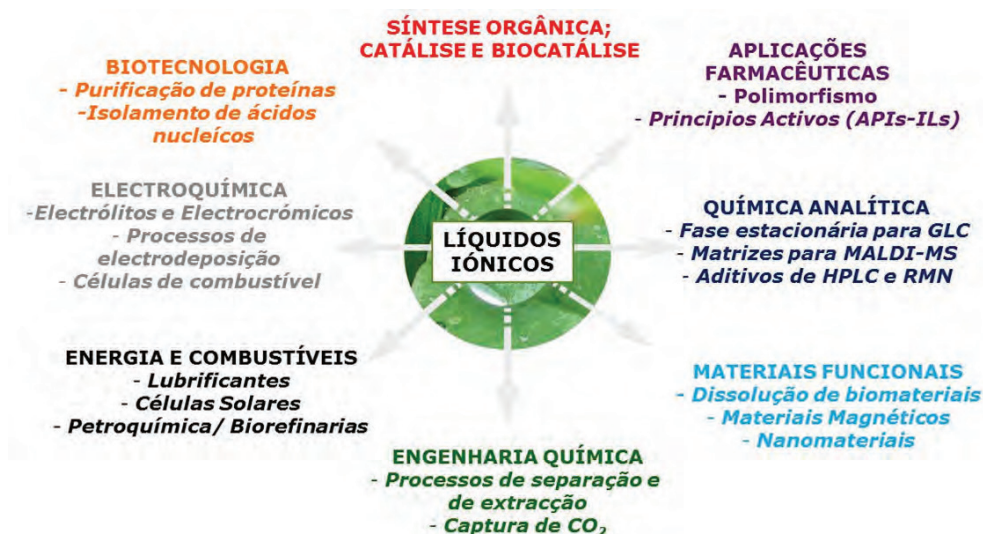 SÍNTESE ORGÂNICA;
CATÁLISE E BIOCATÁLISE
BIOTECNOLOGIA
- Purificação de proteínas
-Isolamento de ácidos
nucleícos
APLICAÇÕES
FARMACÊUTICAS
- Polimorfismo
- Principios Activos (APIs-ILs)
ELECTROQUÍMICA
-Electrólitos e Electrocrómicos
- Processos de
electrodeposição
- Células de combustível
LÍQUIDOS
IÓNICOS
QUÍMICA ANALÍTICA
- Fase estacionária para GLC
- Matrizes para MALDI-MS
- Aditivos de HPLC e RMN
ENERGIA E COMBUSTÍVEIS
- Lubrificantes
- Células Solares
- Petroquímica/ Biorefinarias
MATERIAIS FUNCIONAIS
- Dissolução de biomateriais
- Materiais Magnéticos
- Nanomateriais
ENGENHARIA QUÍMICA
- Processos de separação e
de extracção
- Captura de CO₂